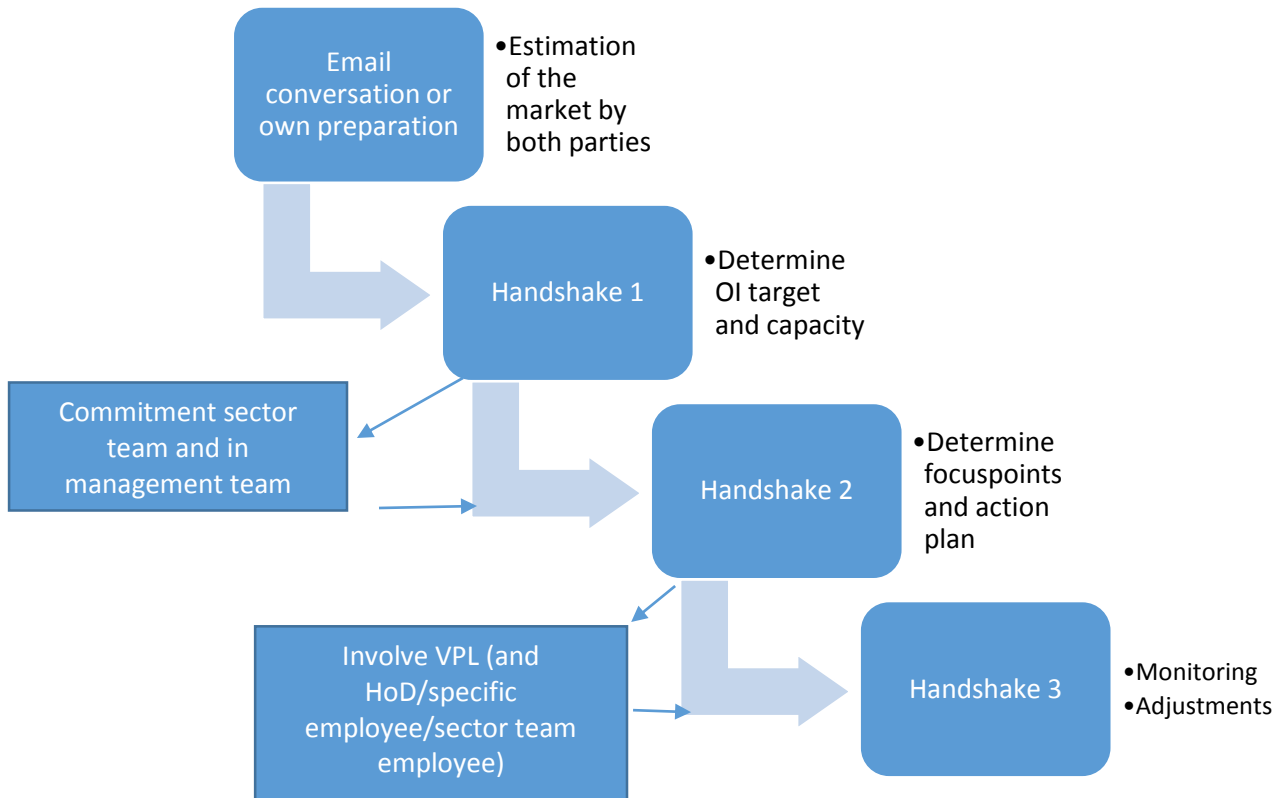 Email
conversation or
own preparation
•Estimation
of the
market by
both parties
Handshake 1
•Determine
OI target
and capacity
Commitment sector
team and in
management team
Handshake 2
•Determine
focuspoints
and action
plan
Involve VPL (and
HoD/specific
employee/sector team
employee)
Handshake 3
•Monitoring
•Adjustments